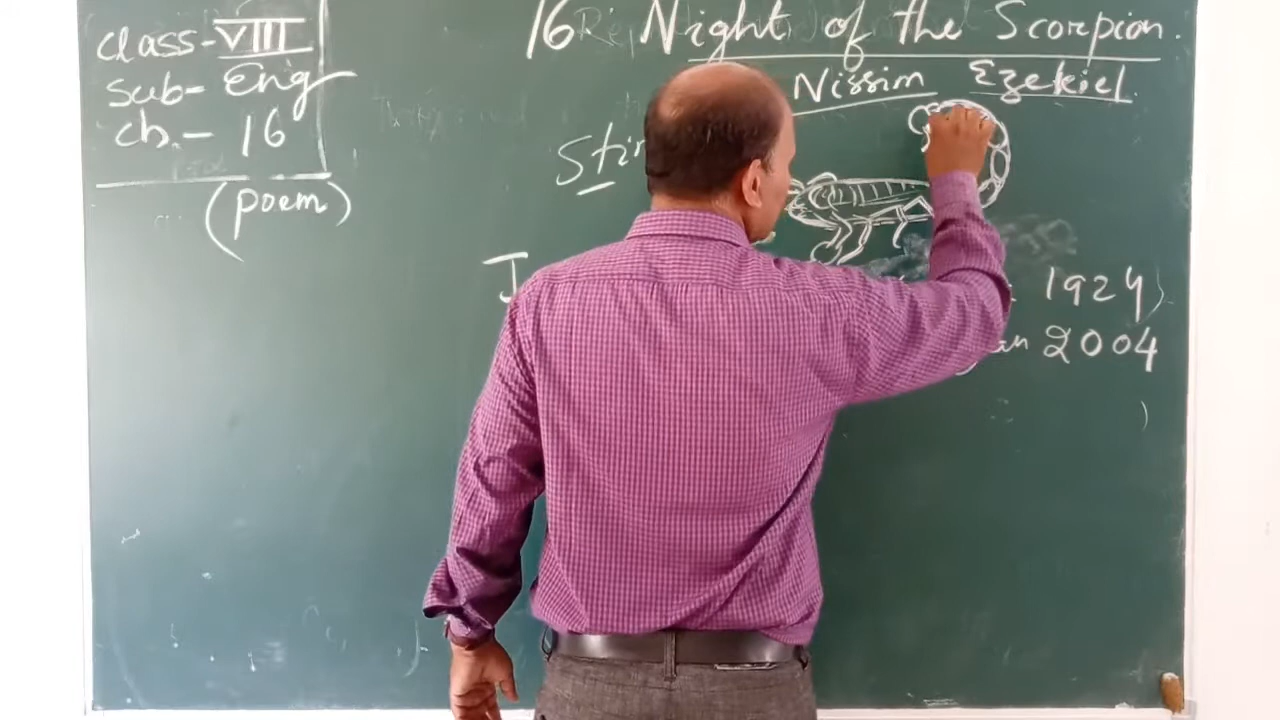 Class-VIII
Sub- Eng
ch.- 16
(poem)
16 Night of the Scorpion.
Nissim Ezekiel.
1924)
2004
)